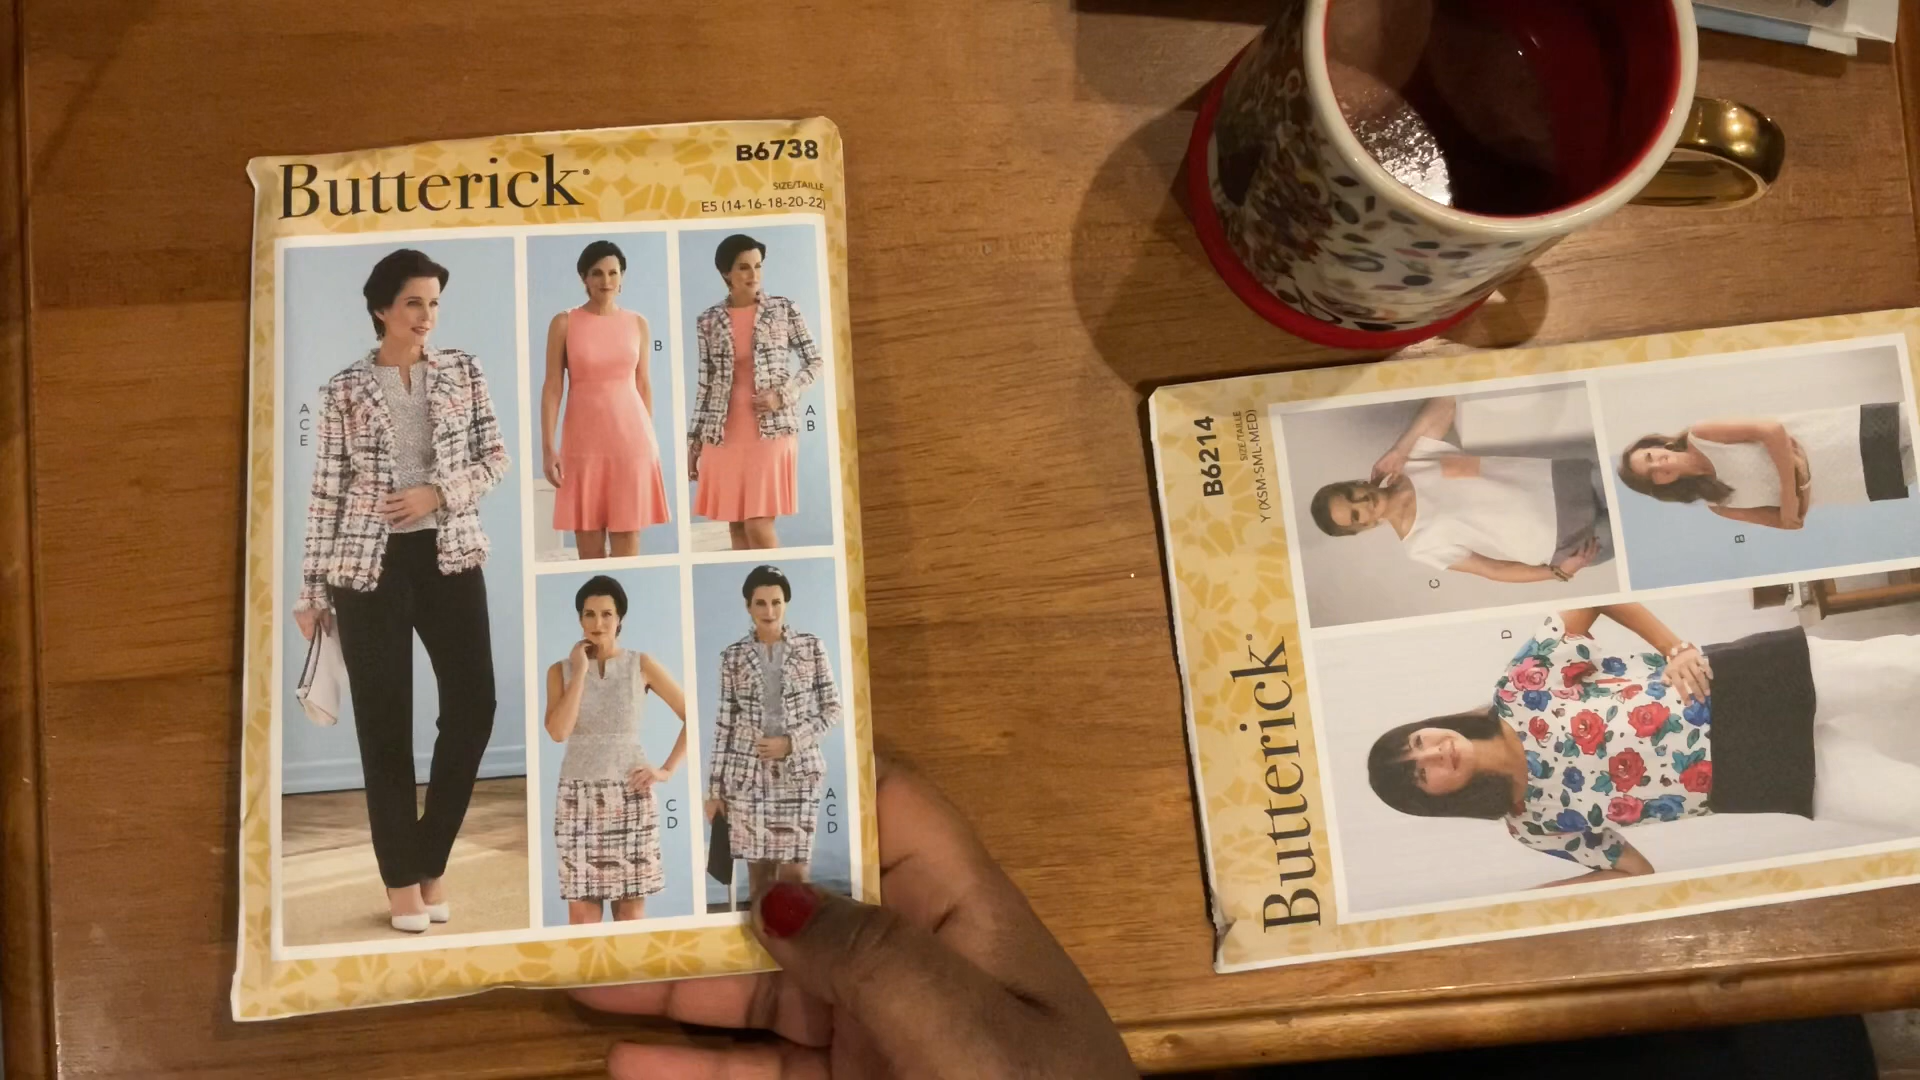 Butterick®
B6738
SIZE/TAILLE
E5 (14-16-18-20-22)
A
C
E
B
A
B
C
D
A
C
D
B6214
SIZE/TAILLE
Y (XSM-SML-MED)
Butterick®
C
B
D